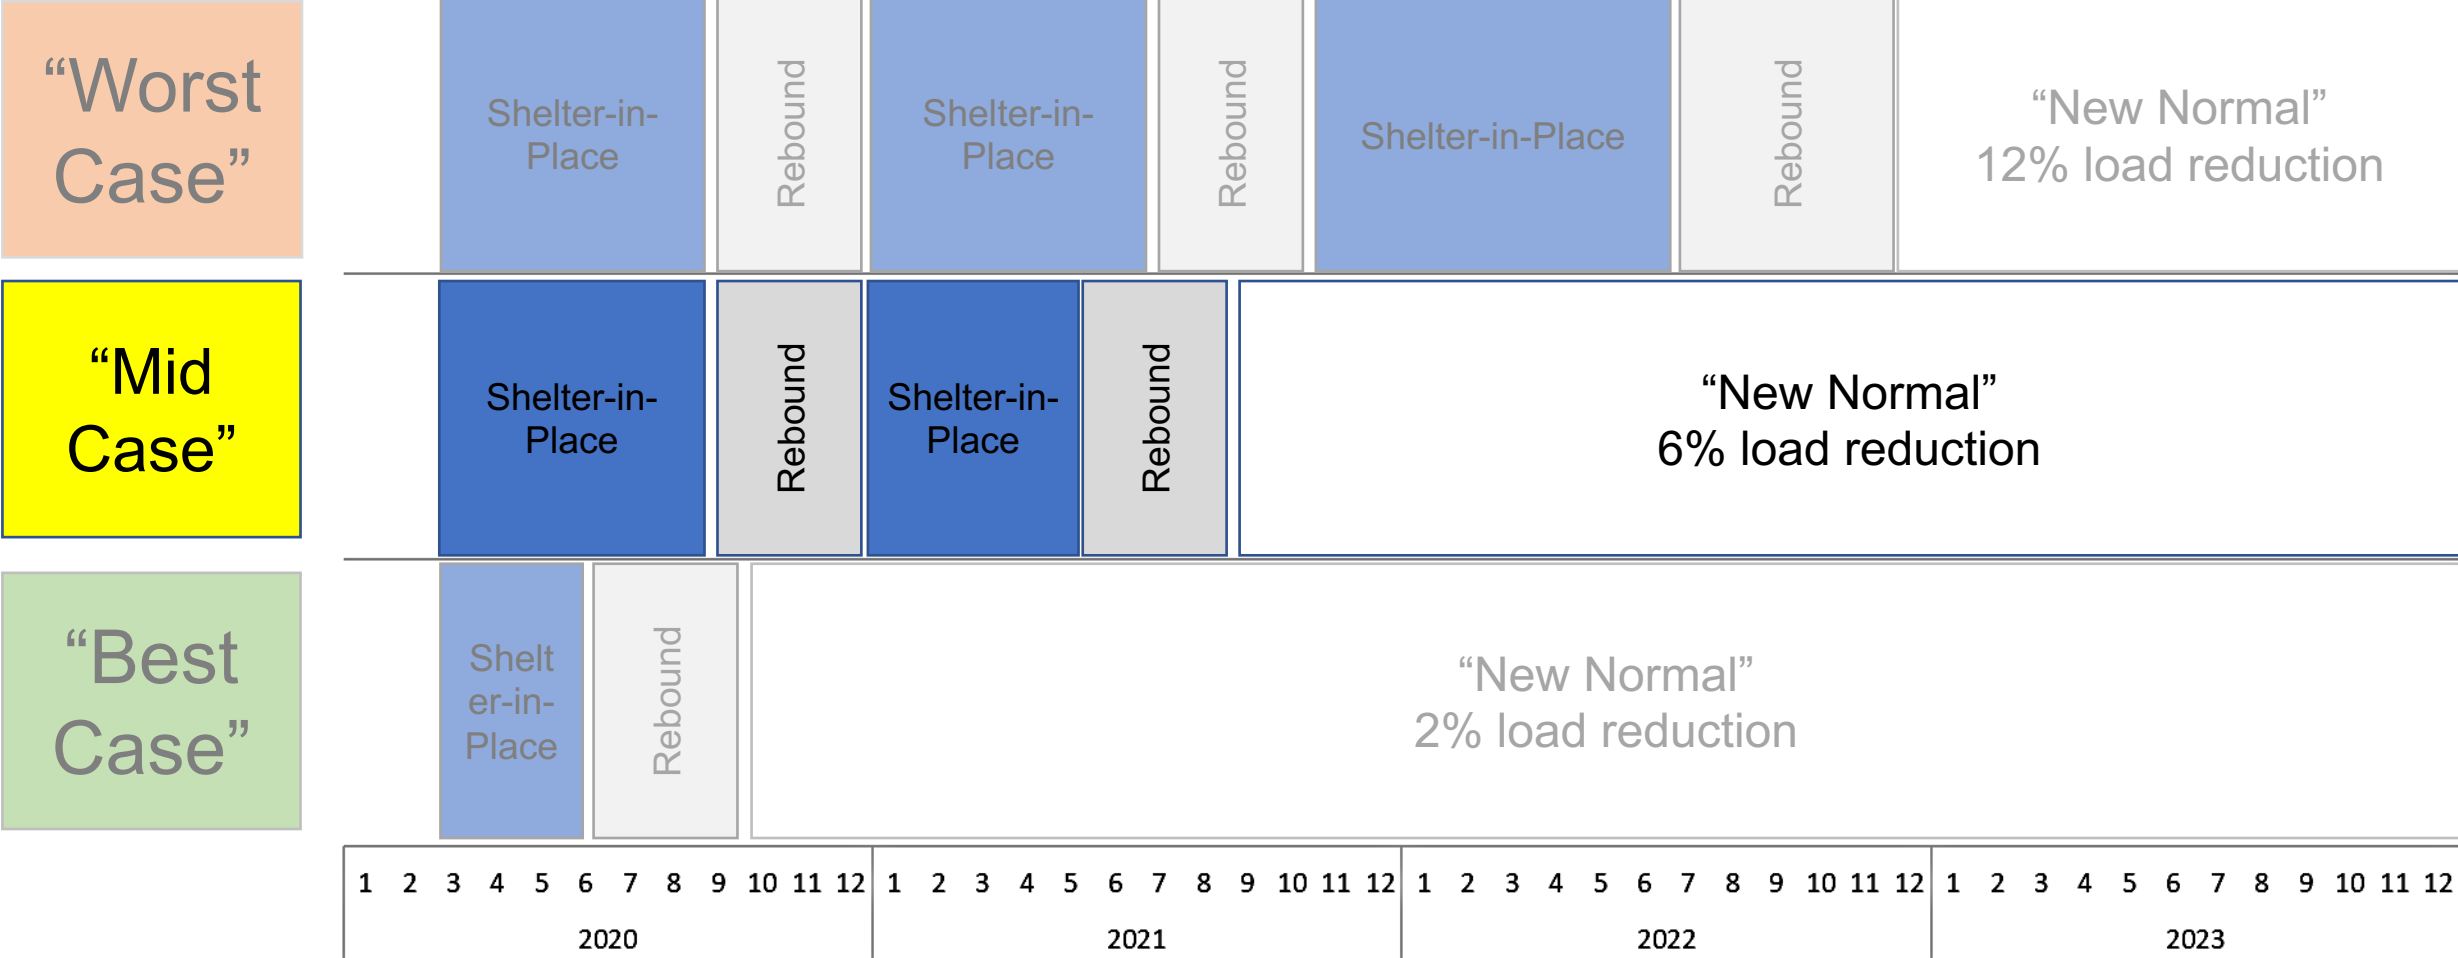 “Worst
Case”
Shelter-in-
Place
Rebound
Shelter-in-
Place
Rebound
Shelter-in-Place
Rebound
“New Normal”
12% load reduction
“Mid
Case”
Shelter-in-
Place
Rebound
Shelter-in-
Place
Rebound
“New Normal”
6% load reduction
“Best
Case”
Shelt
er-in-
Place
Rebound
“New Normal”
2% load reduction
1 2 3 4 5 6 7 8 9 10 11 12 1 2 3 4 5 6 7 8 9 10 11 12 1 2 3 4 5 6 7 8 9 10 11 12 1 2 3 4 5 6 7 8 9 10 11 12
2020 2021 2022 2023